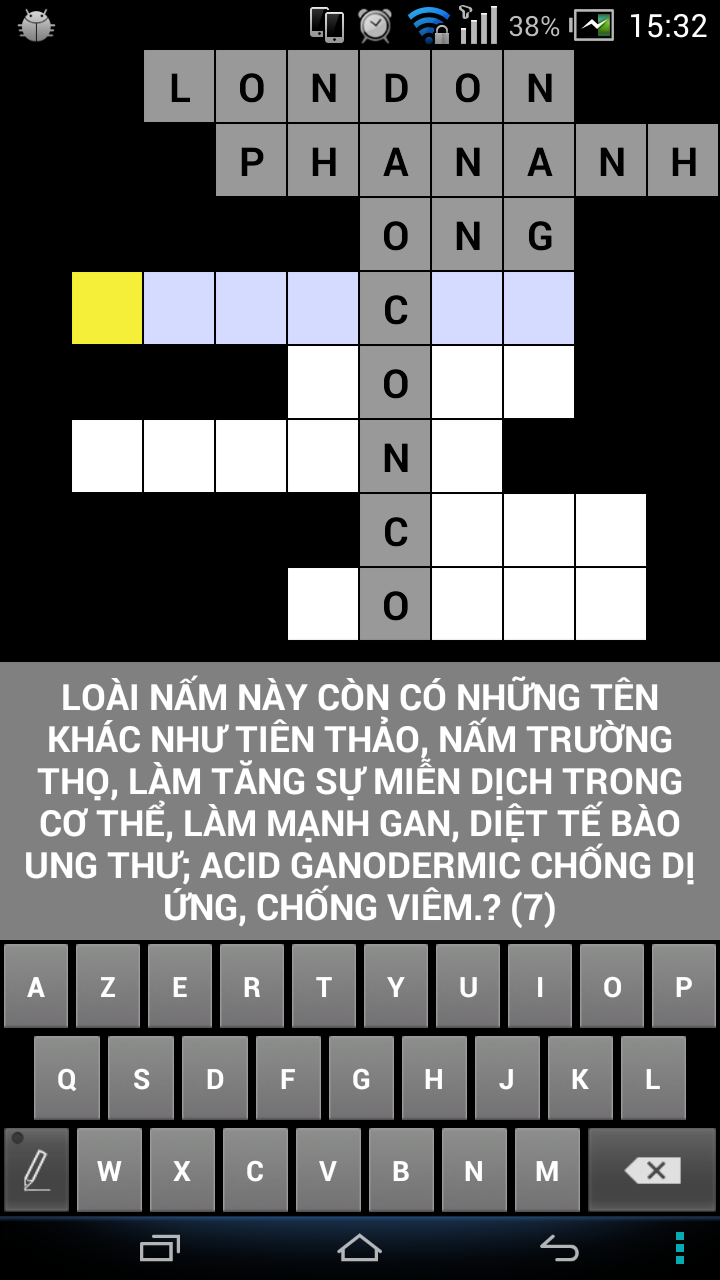 38% 15:32
L O N D O N
P H A N A N H
O N G
C
O
N
C
O
LOÀI NẤM NÀY CÒN CÓ NHỮNG TÊN
KHÁC NHƯ TIÊN THẢO, NẤM TRƯỜNG
THỌ, LÀM TĂNG SỰ MIỄN DỊCH TRONG
CƠ THỂ, LÀM MẠNH GAN, DIỆT TẾ BÀO
UNG THƯ; ACID GANODERMIC CHỐNG DỊ
ỨNG, CHỐNG VIÊM.? (7)
A Z E R T Y U I O P
Q S D F G H J K L
W X C V B N M